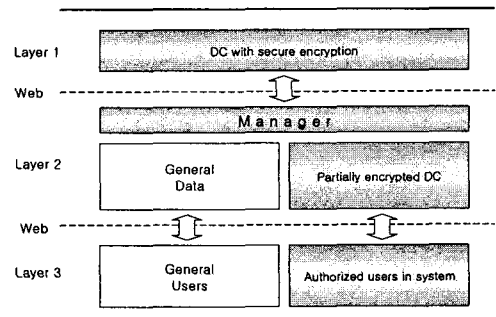 Layer 1
DC with secure encryption
Web
Manager
Layer 2
General
Data
Partially encrypted DC
Web
Layer 3
General
Users
Authorized users in system